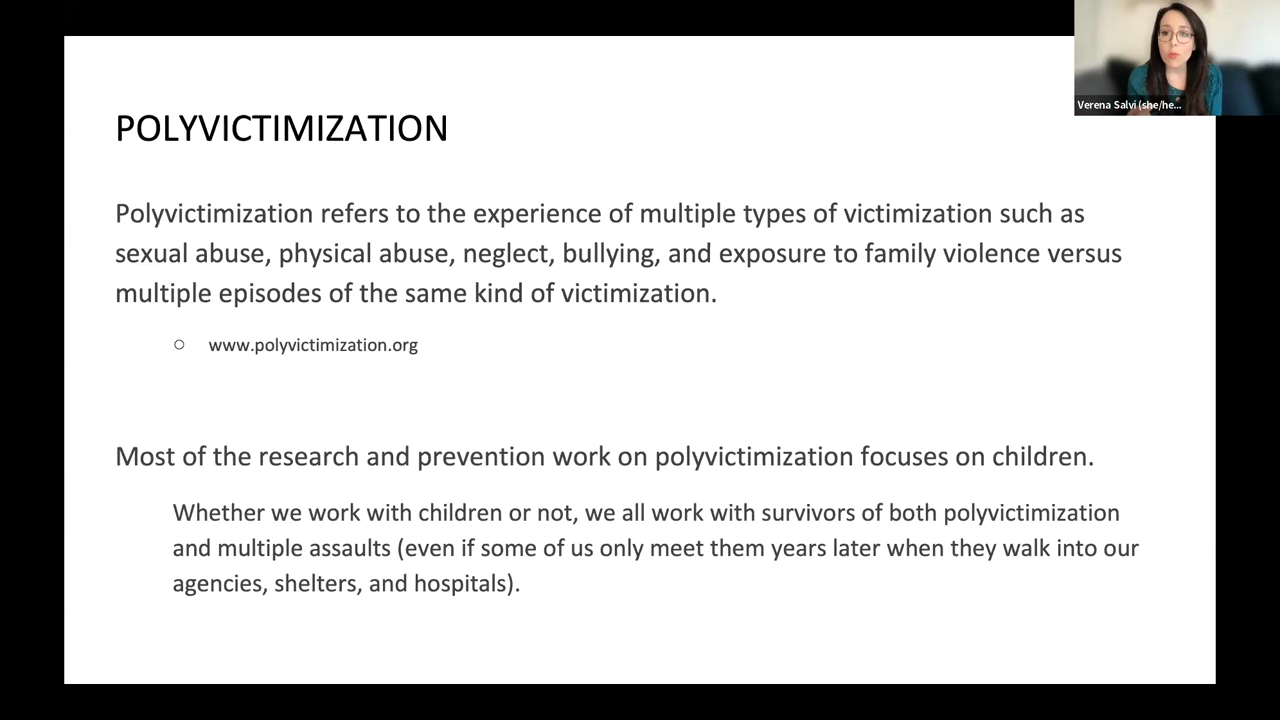 Verena Salvi (she/he...
POLYVICTIMIZATION
Polyvictimization refers to the experience of multiple types of victimization such as
sexual abuse, physical abuse, neglect, bullying, and exposure to family violence versus
multiple episodes of the same kind of victimization.
○ www.polyvictimization.org
Most of the research and prevention work on polyvictimization focuses on children.
Whether we work with children or not, we all work with survivors of both polyvictimization
and multiple assaults (even if some of us only meet them years later when they walk into our
agencies, shelters, and hospitals).